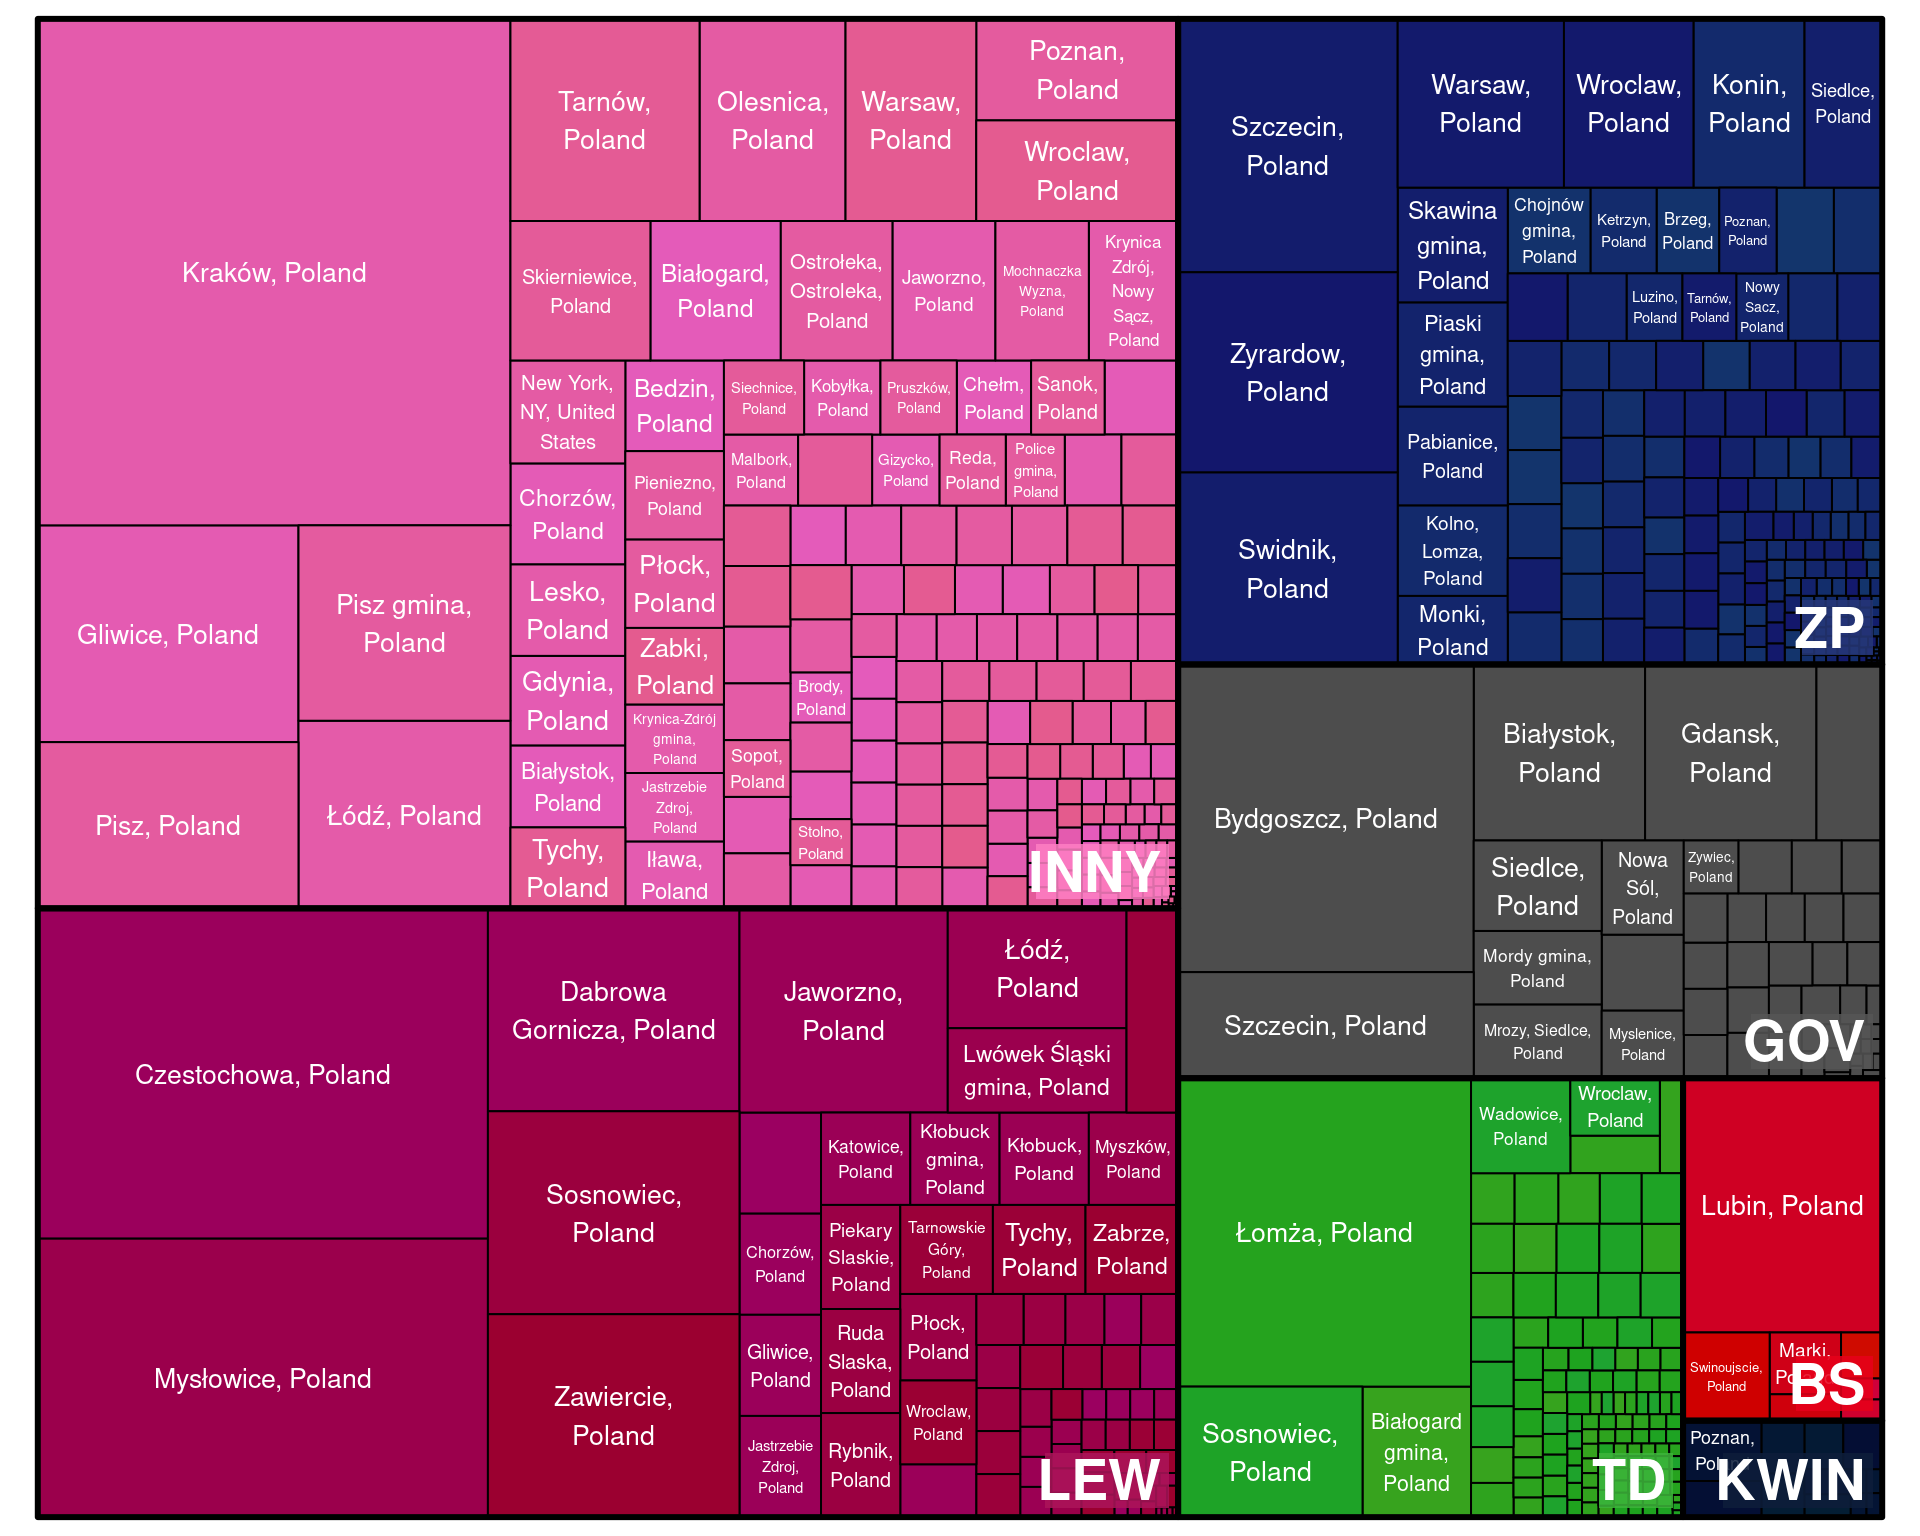 Kraków, Poland
Gliwice, Poland
Pisz gmina,
Poland
Pisz, Poland
Łódź, Poland
Tarnów,
Poland
Olesnica,
Poland
Warsaw,
Poland
Poznan,
Poland
Wroclaw,
Poland
Skierniewice,
Poland
Białogard,
Poland
Ostrołeka,
Ostroleka,
Poland
Jaworzno,
Poland
Mochnaczka
Wyzna,
Poland
Krynica
Zdrój,
Nowy
Sącz,
Poland
New York,
NY, United
States
Chorzów,
Poland
Lesko,
Poland
Gdynia,
Poland
Białystok,
Poland
Tychy,
Poland
Bedzin,
Poland
Pieniezno,
Poland
Płock,
Poland
Zabki,
Poland
Krynica-Zdrój
gmina,
Poland
Jastrzebie
Zdroj,
Poland
Iława,
Poland
Siechnice,
Poland
Kobyłka,
Poland
Pruszków,
Poland
Chełm,
Poland
Sanok,
Poland
Malbork,
Poland
Gizycko,
Poland
Reda,
Poland
Police
gmina,
Poland
Brody,
Poland
Sopot,
Poland
Stolno,
Poland
INNY
Szczecin,
Poland
Zyrardow,
Poland
Swidnik,
Poland
Warsaw,
Poland
Wroclaw,
Poland
Konin,
Poland
Siedlce,
Poland
Skawina
gmina,
Poland
Piaski
gmina,
Poland
Pabianice,
Poland
Kolno,
Lomza,
Poland
Monki,
Poland
Chojnów
gmina,
Poland
Ketrzyn,
Poland
Brzeg,
Poland
Poznan,
Poland
Luzino,
Poland
Tarnów,
Poland
Nowy
Sacz,
Poland
ZP
Bydgoszcz, Poland
Szczecin, Poland
Białystok,
Poland
Gdansk,
Poland
Siedlce,
Poland
Nowa
Sól,
Poland
Zywiec,
Poland
Mordy gmina,
Poland
Mrozy, Siedlce,
Poland
Myslenice,
Poland
GOV
Czestochowa, Poland
Mysłowice, Poland
Dabrowa
Gornicza, Poland
Sosnowiec,
Poland
Zawiercie,
Poland
Jaworzno,
Poland
Łódź,
Poland
Lwówek Śląski
gmina, Poland
Katowice,
Poland
Kłobuck
gmina,
Poland
Kłobuck,
Poland
Myszków,
Poland
Chorzów,
Poland
Gliwice,
Poland
Jastrzebie
Zdroj,
Poland
Piekary
Slaskie,
Poland
Ruda
Slaska,
Poland
Rybnik,
Poland
Tarnowskie
Góry,
Poland
Tychy,
Poland
Zabrze,
Poland
Płock,
Poland
Wroclaw,
Poland
LEW
Łomża, Poland
Sosnowiec,
Poland
Białogard
gmina,
Poland
Wadowice,
Poland
Wroclaw,
Poland
TD
Lubin, Poland
Swinoujscie,
Poland
Marki,
BS
Poznan,
KWIN